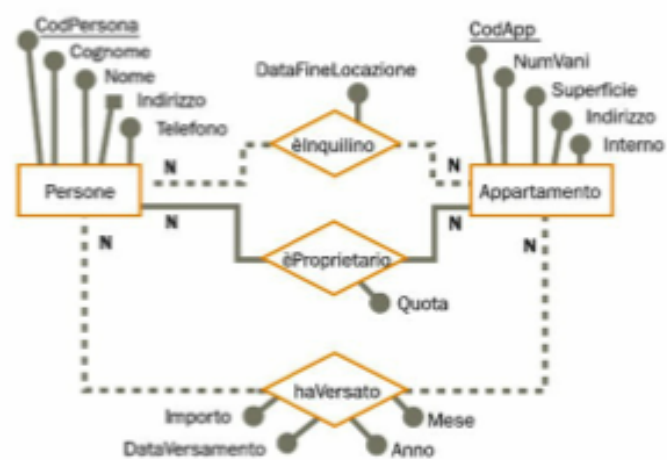 CodPersona
Cognome
Nome
Indirizzo
Telefono
DataFineLocazione
CodApp
NumVani
Superficie
Indirizzo
Interno
N
èInquilino
N
Persone
Appartamento
N
N
N
èProprietario
N
Quota
haVersato
Importo
Mese
DataVersamento
Anno